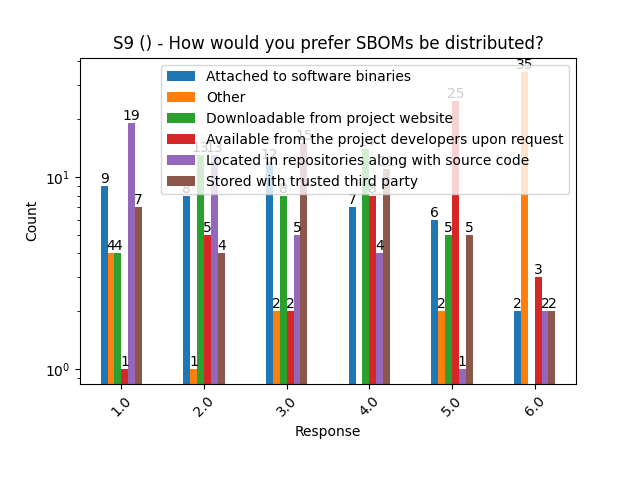 S9 () - How would you prefer SBOMs be distributed?
Attached to software binaries
Other
Downloadable from project website
Available from the project developers upon request
Located in repositories along with source code
Stored with trusted third party
Count
10¹
10⁰
9 4 4 1 19 7
8 1 13 5 13 4
12 2 8 2 5 15
7 8 4
6 2 5 25 1 5
2 35 3 2 2
1.0 2.0 3.0 4.0 5.0 6.0
Response